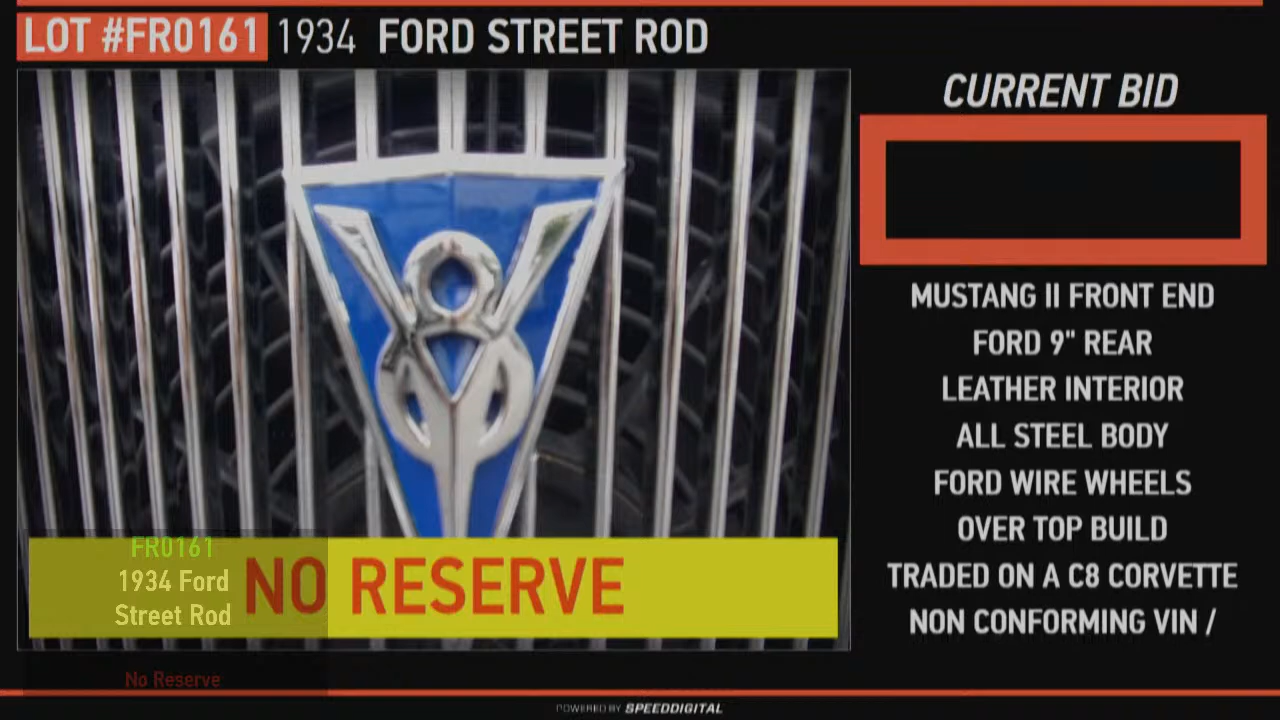 LOT #FR0161 1934 FORD STREET ROD
CURRENT BID
MUSTANG II FRONT END
FORD 9" REAR
LEATHER INTERIOR
ALL STEEL BODY
FORD WIRE WHEELS
OVER TOP BUILD
TRADED ON A C8 CORVETTE
NON CONFORMING VIN /
V8
NO RESERVE
FR0161
1934 Ford
Street Rod
No Reserve
POWERED BY SPEEDDIGITAL